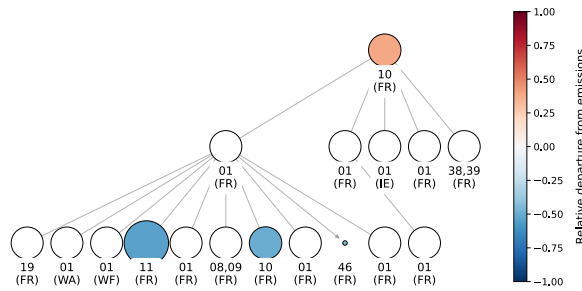 10
(FR)
01
(FR)
01
(FR)
01
(IE)
01
(FR)
38,39
(FR)
19
(FR)
01
(WA)
01
(WF)
11
(FR)
01
(FR)
08,09
(FR)
10
(FR)
01
(FR)
46
(FR)
01
(FR)
01
(FR)
1.00
0.75
0.50
0.25
0.00
−0.25
−0.50
−0.75
−1.00
Relative departure from emissions